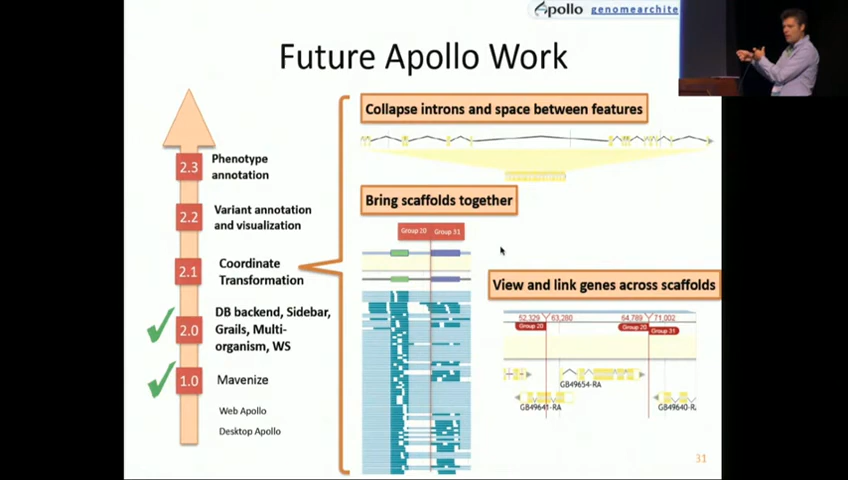 Apollo genomearchite
Future Apollo Work
Collapse introns and space between features
2.3 Phenotype
annotation
2.2 Variant annotation
and visualization
2.1 Coordinate
Transformation
2.0 DB backend, Sidebar,
Grails, Multi-
organism, WS
1.0 Mavenize
Web Apollo
Desktop Apollo
Bring scaffolds together
Group 20 Group 31
View and link genes across scaffolds
52,329 63,280 64,789 71,002
Group 20 Group 20 Group 31
GB49654-RA
GB49641-RA GB49640-R
31